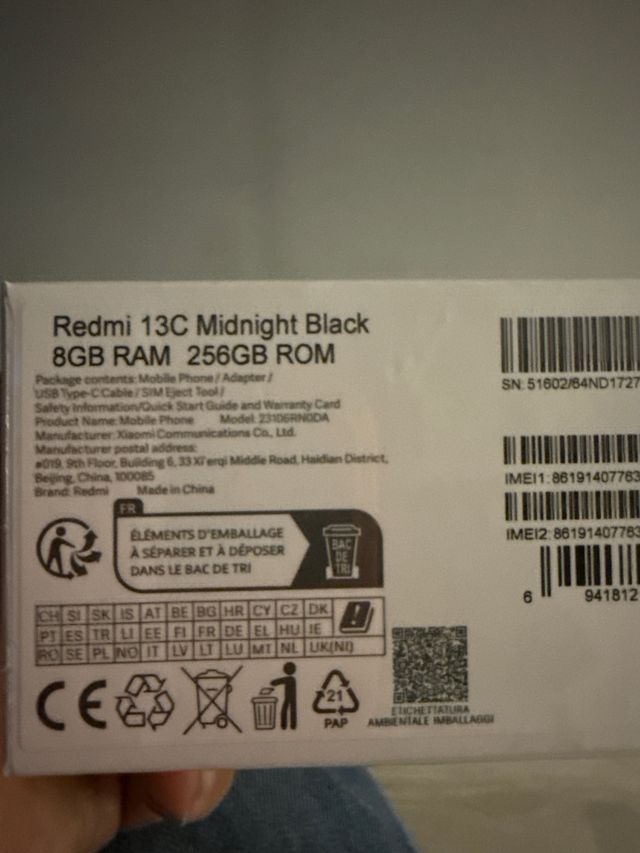 Redmi 13C Midnight Black
8GB RAM 256GB ROM
Package contents: Mobile Phone / Adapter /
USB Type-C Cable / SIM Eject Tool /
Safety Information/Quick Start Guide and Warranty Card
Product Name: Mobile Phone Model: 23106RN0DA
Manufacturer: Xiaomi Communications Co., Ltd.
Manufacturer postal address:
#019, 9th Floor, Building 6, 33 Xi'erqi Middle Road, Haidian District,
Beijing, China, 100085
Brand: Redmi Made in China
FR
ÉLÉMENTS D'EMBALLAGE
À SÉPARER ET À DÉPOSER
DANS LE BAC DE TRI
BAC
DE
TRI
CH SI SK IS AT BE BG HR CY CZ DK
PT ES TR LI EE FI FR DE EL HU IE
RO SE PL NO IT LV LT LU MT NL UK(NI)
CE
21
PAP
ETICHETTATURA
AMBIENTALE IMBALLAGGI
SN: 51602/64ND1727
IMEI1: 86191407763
IMEI2: 86191407763
6 941812